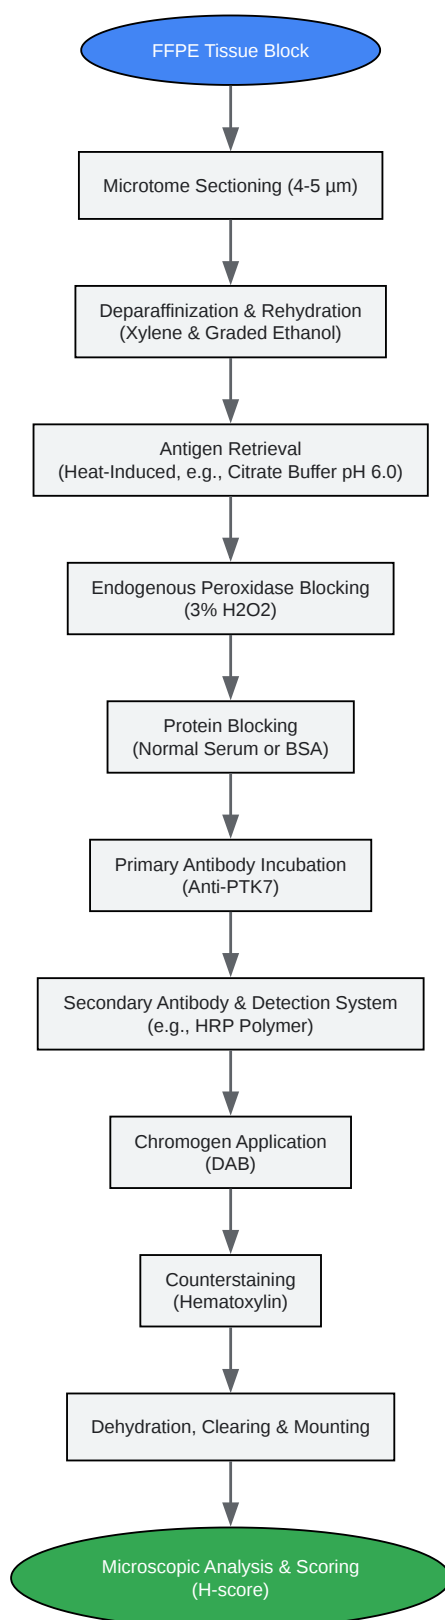 FFPE Tissue Block
Microtome Sectioning (4-5 µm)
Deparaffinization & Rehydration
(Xylene & Graded Ethanol)
Antigen Retrieval
(Heat-Induced, e.g., Citrate Buffer pH 6.0)
Endogenous Peroxidase Blocking
(3% H2O2)
Protein Blocking
(Normal Serum or BSA)
Primary Antibody Incubation
(Anti-PTK7)
Secondary Antibody & Detection System
(e.g., HRP Polymer)
Chromogen Application
(DAB)
Counterstaining
(Hematoxylin)
Dehydration, Clearing & Mounting
Microscopic Analysis & Scoring
(H-score)